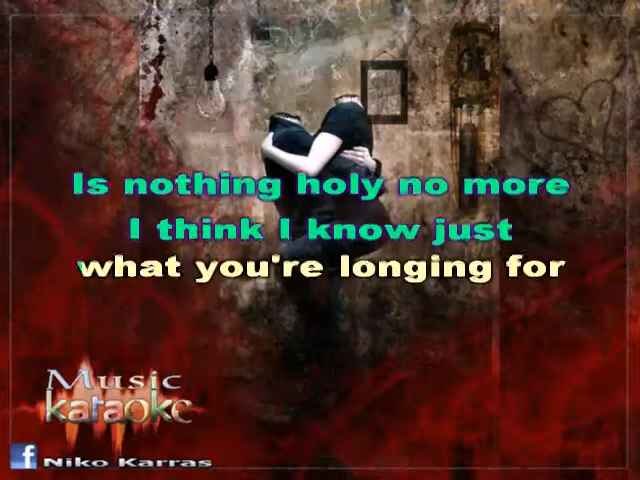 Is nothing holy no more
I think I know just
what you're longing for
Music
karaoke
f Niko Karras